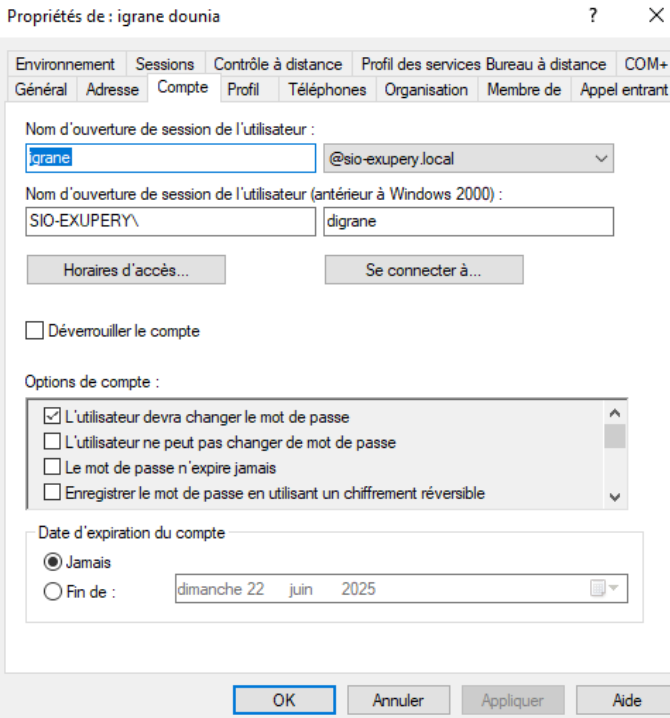 Propriétés de : igrane dounia ? ×
Environnement Sessions Contrôle à distance Profil des services Bureau à distance COM+
Général Adresse Compte Profil Téléphones Organisation Membre de Appel entrant
Nom d'ouverture de session de l'utilisateur :
igrane @sio-exupery.local
Nom d'ouverture de session de l'utilisateur (antérieur à Windows 2000) :
SIO-EXUPERY\ digrane
Horaires d'accès... Se connecter à...
Déverrouiller le compte
Options de compte :
L'utilisateur devra changer le mot de passe
L'utilisateur ne peut pas changer de mot de passe
Le mot de passe n'expire jamais
Enregistrer le mot de passe en utilisant un chiffrement réversible
Date d'expiration du compte
Jamais
Fin de : dimanche 22 juin 2025
OK Annuler Appliquer Aide